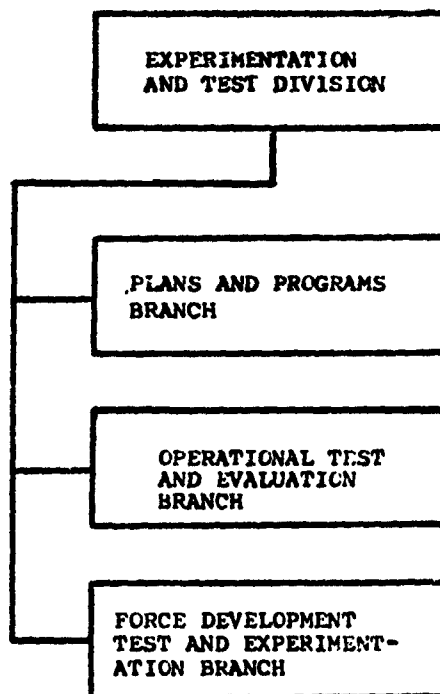 EXPERIMENTATION
AND TEST DIVISION
PLANS AND PROGRAMS
BRANCH
OPERATIONAL TEST
AND EVALUATION
BRANCH
FORCE DEVELOPMENT
TEST AND EXPERIMENT-
ATION BRANCH